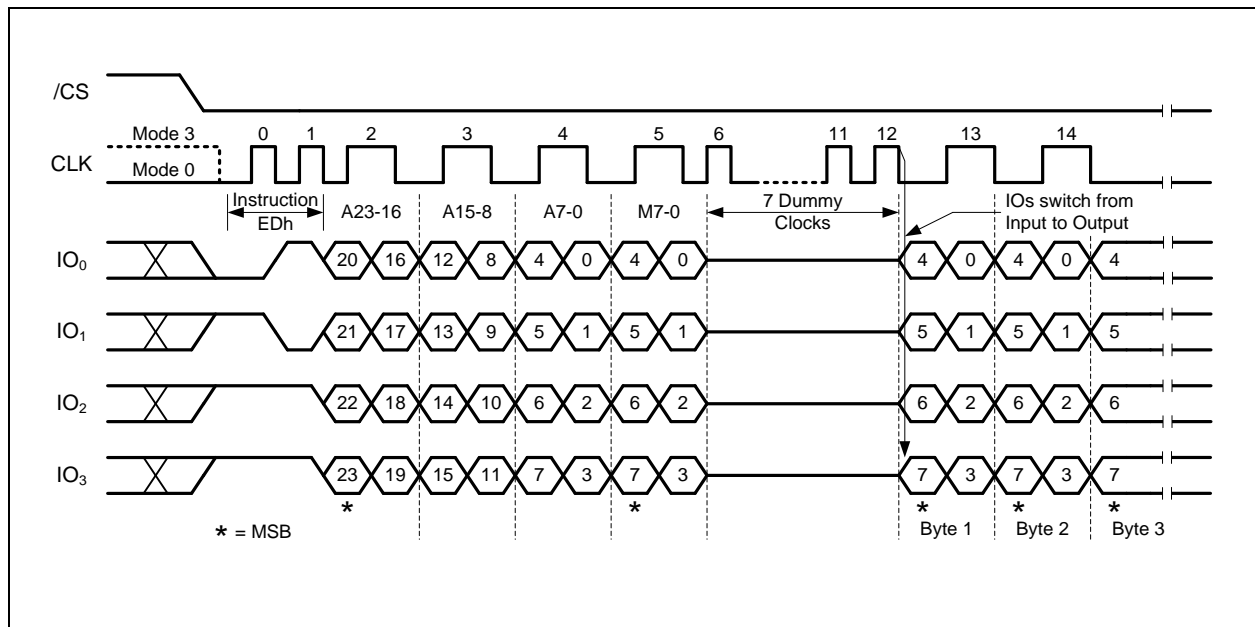 /CS
Mode 3 0 1 2 3 4 5 6 11 12 13 14
CLK
Mode 0
Instruction
EDh
A23-16 A15-8 A7-0 M7-0
7 Dummy
Clocks
IOs switch from
Input to Output
IO₀ 20 16 12 8 4 0 4 0 4 0 4 0 4
IO₁ 21 17 13 9 5 1 5 1 5 1 5 1 5
IO₂ 22 18 14 10 6 2 6 2 6 2 6 2 6
IO₃ 23 19 15 11 7 3 7 3 7 3 7 3 7
* * * * *
* = MSB
Byte 1 Byte 2 Byte 3